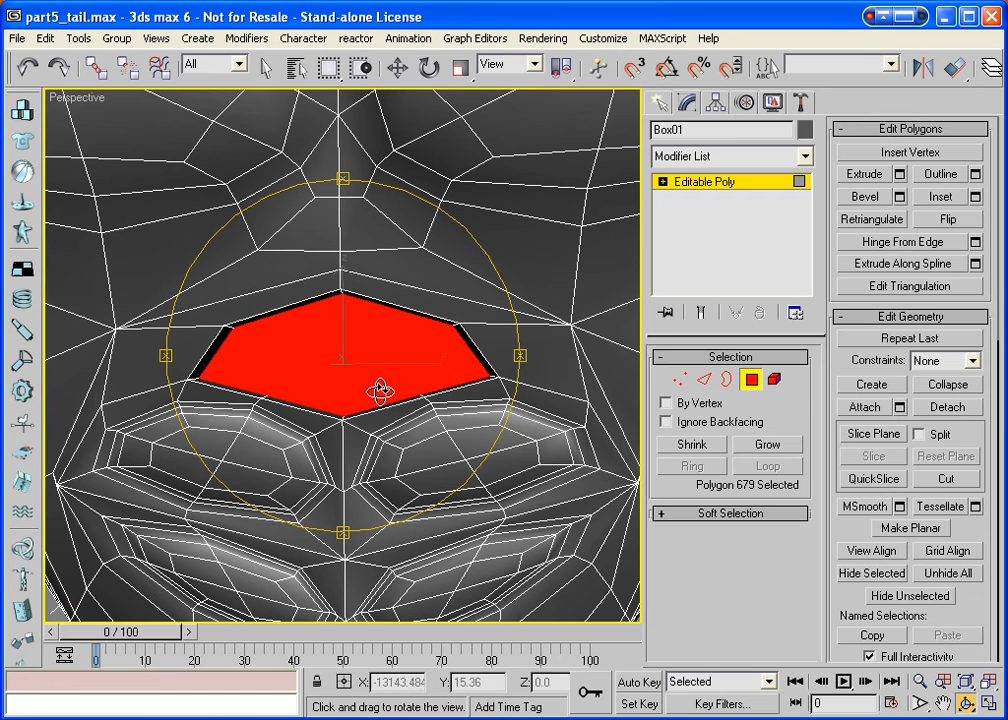 part5_tail.max - 3ds max 6 - Not for Resale - Stand-alone License
File Edit Tools Group Views Create Modifiers Character reactor Animation Graph Editors Rendering Customize MAXScript Help
All View
Perspective
Box01
Modifier List
Editable Poly
Selection
By Vertex
Ignore Backfacing
Shrink Grow
Ring Loop
Polygon 679 Selected
Soft Selection
Edit Polygons
Insert Vertex
Extrude Outline
Bevel Inset
Retriangulate Flip
Hinge From Edge
Extrude Along Spline
Edit Triangulation
Edit Geometry
Repeat Last
Constraints: None
Create Collapse
Attach Detach
Slice Plane Split
Slice Reset Plane
QuickSlice Cut
MSmooth Tessellate
Make Planar
View Align Grid Align
Hide Selected Unhide All
Hide Unselected
Named Selections:
Copy Paste
Full Interactivity
0 / 100
0 10 20 30 40 50 60 70 80 90 100
X: -13143.484 Y: 15.36 Z: 0.0
Auto Key Selected
Set Key Key Filters... 0
Click and drag to rotate the view. Add Time Tag